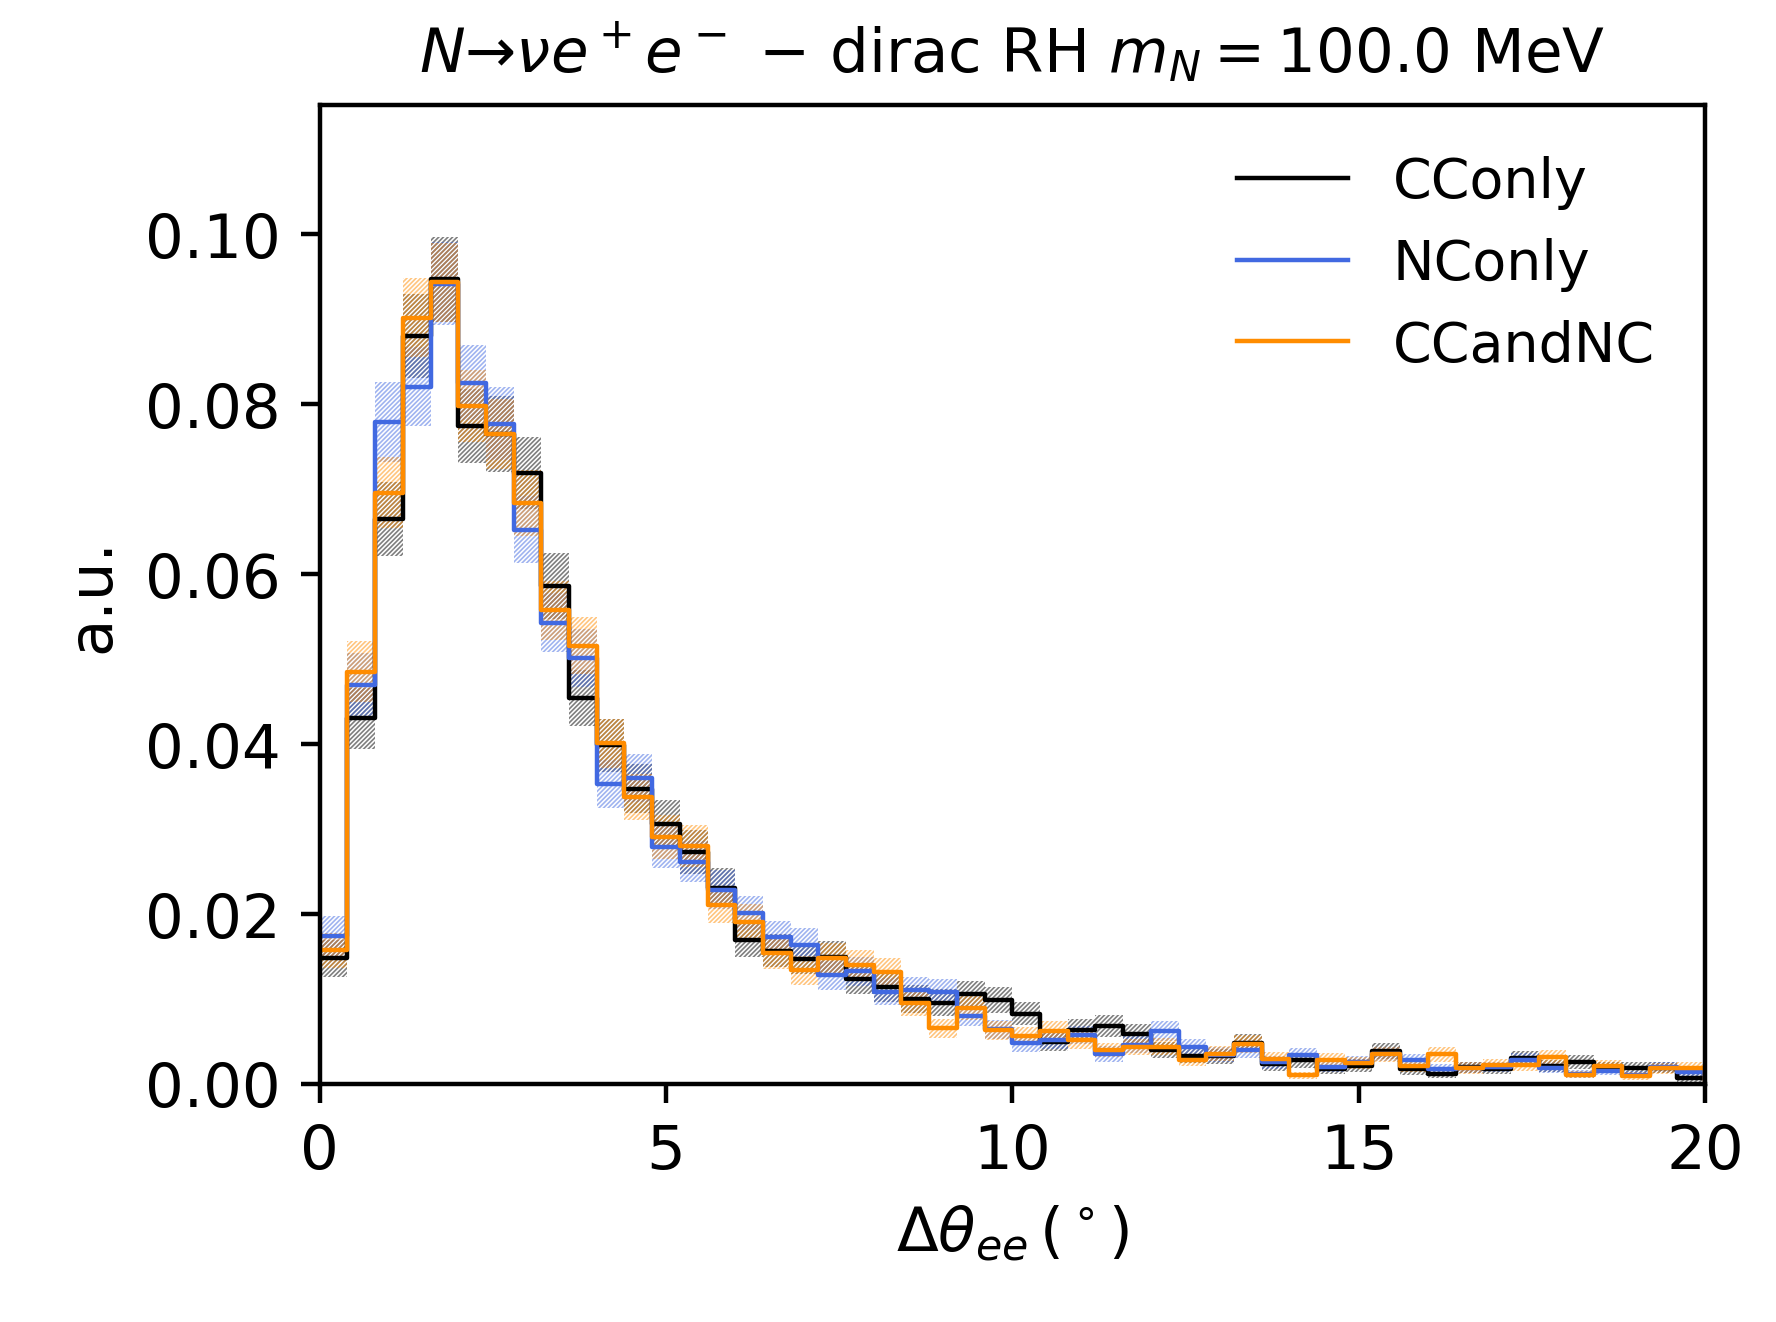 N→νe⁺e⁻ − dirac RH m_N = 100.0 MeV
CConly
NConly
CCandNC
0.10
0.08
0.06
0.04
0.02
0.00
a.u.
0 5 10 15 20
Δθ_ee (°)